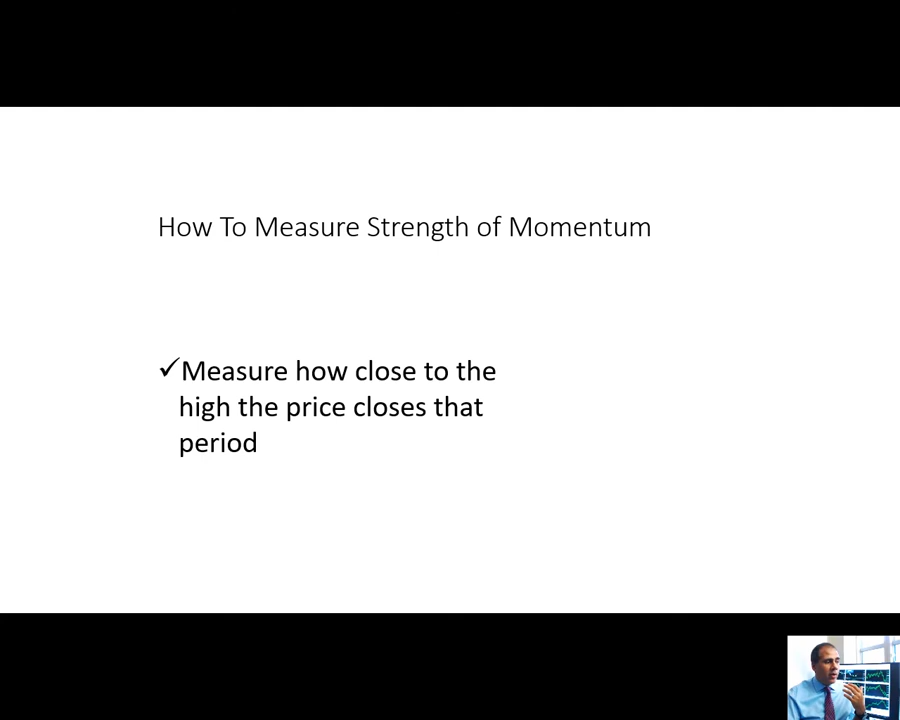 How To Measure Strength of Momentum
✓Measure how close to the
high the price closes that
period